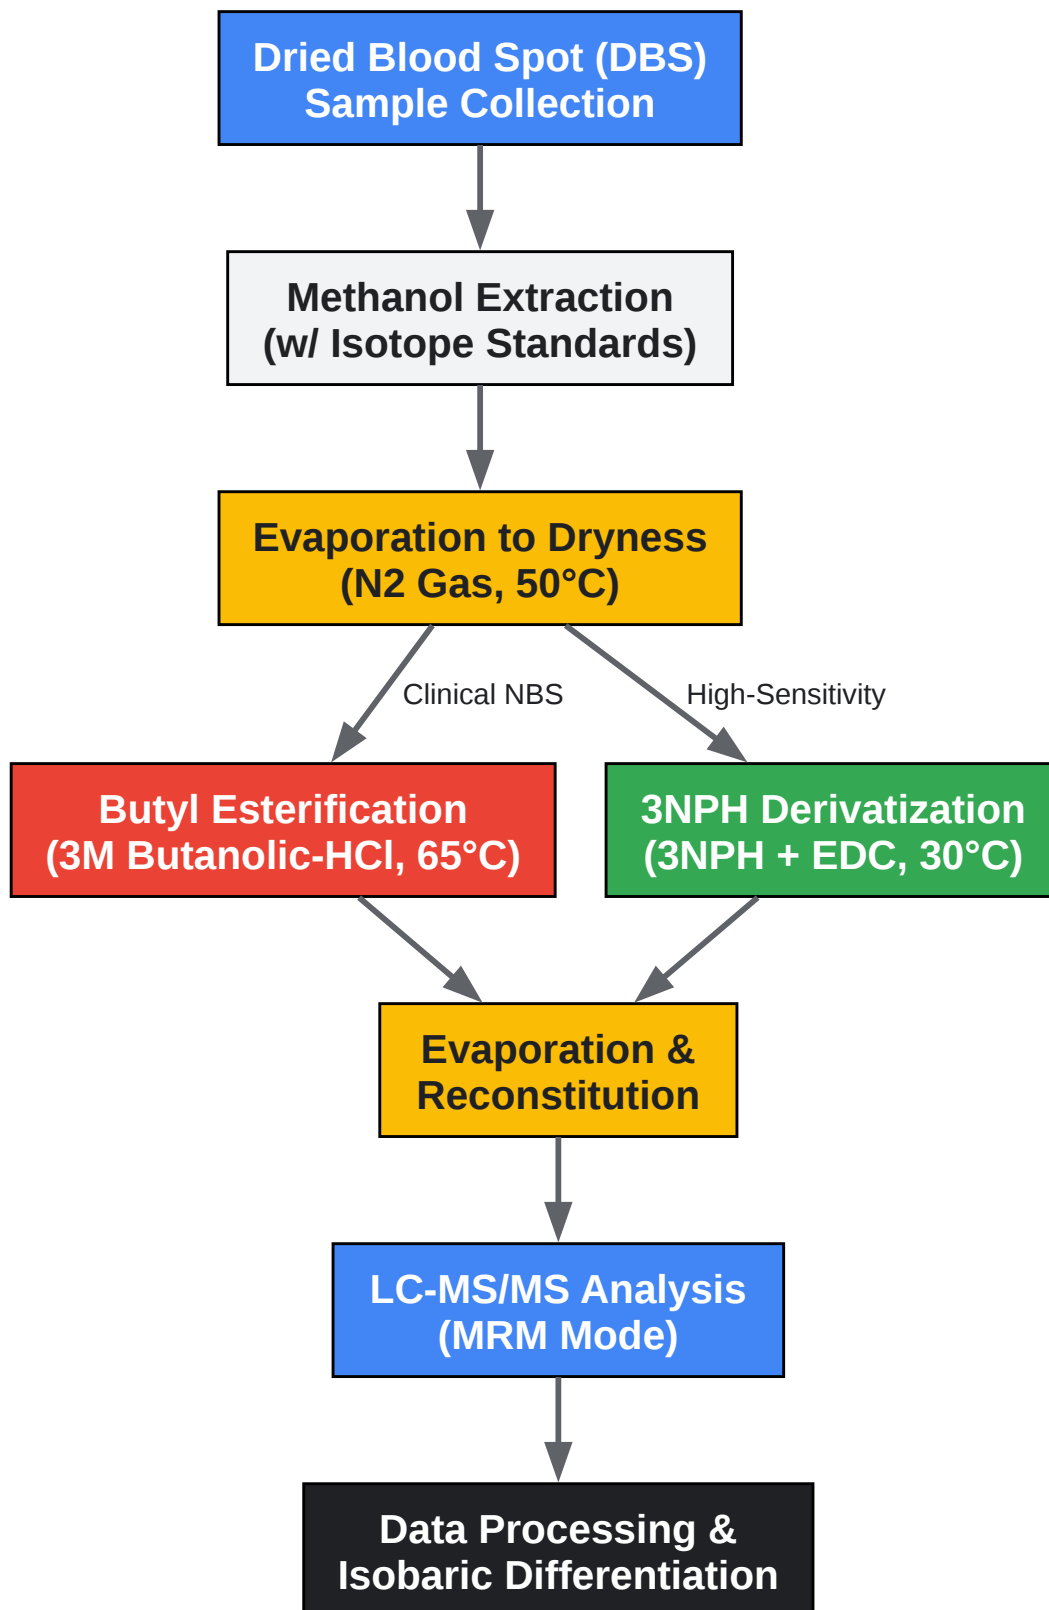 Dried Blood Spot (DBS)
Sample Collection
Methanol Extraction
(w/ Isotope Standards)
Evaporation to Dryness
(N2 Gas, 50°C)
Clinical NBS
High-Sensitivity
Butyl Esterification
(3M Butanolic-HCl, 65°C)
3NPH Derivatization
(3NPH + EDC, 30°C)
Evaporation &
Reconstitution
LC-MS/MS Analysis
(MRM Mode)
Data Processing &
Isobaric Differentiation